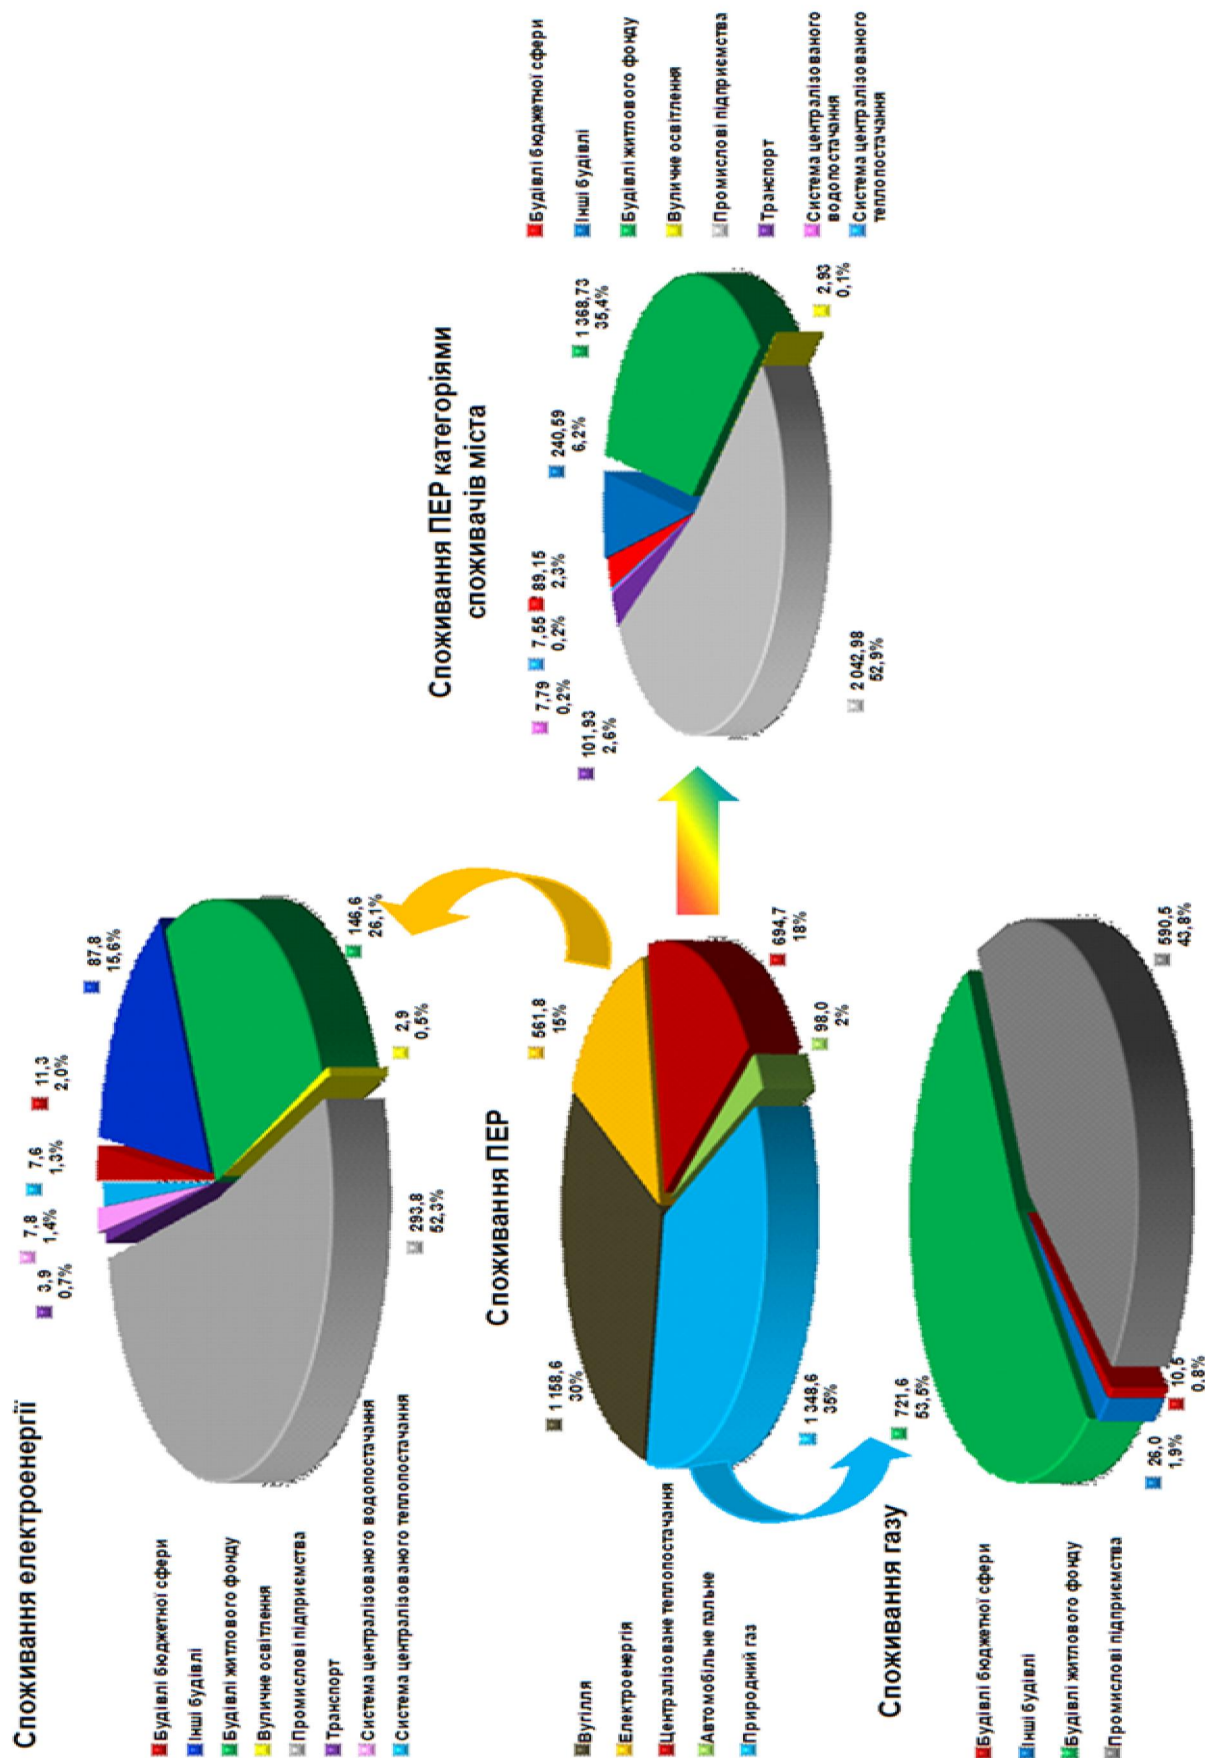 Споживання електроенергії
3,9
0,7%
7,8
1,4%
7,6
1,3%
11,3
2,0%
87,8
15,6%
146,6
26,1%
2,9
0,5%
293,8
52,3%
Будівлі бюджетної сфери
Інші будівлі
Будівлі житлового фонду
Вуличне освітлення
Промислові підприємства
Транспорт
Система централізованого водопостачання
Система централізованого теплопостачання
Споживання ПЕР
1 158,6
30%
561,8
15%
694,7
18%
98,0
2%
1 348,6
35%
Вугілля
Електроенергія
Централізоване теплопостачання
Автомобільне пальне
Природний газ
Споживання газу
721,6
53,5%
590,5
43,8%
10,5
0,8%
26,0
1,9%
Будівлі бюджетної сфери
Інші будівлі
Будівлі житлового фонду
Промислові підприємства
Споживання ПЕР категоріями
споживачів міста
101,93
2,6%
7,79
0,2%
7,55
0,2%
89,15
2,3%
240,59
6,2%
1 368,73
35,4%
2,93
0,1%
2 042,98
52,9%
Будівлі бюджетної сфери
Інші будівлі
Будівлі житлового фонду
Вуличне освітлення
Промислові підприємства
Транспорт
Система централізованого
водопостачання
Система централізованого
теплопостачання